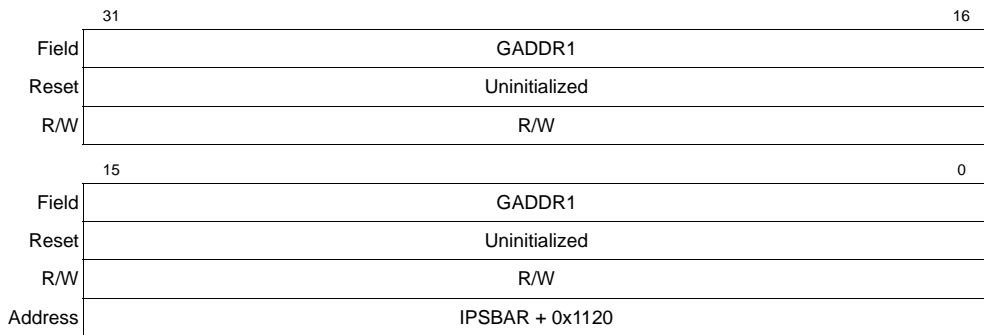 31 16
Field GADDR1
Reset Uninitialized
R/W R/W
15 0
Field GADDR1
Reset Uninitialized
R/W R/W
Address IPSBAR + 0x1120